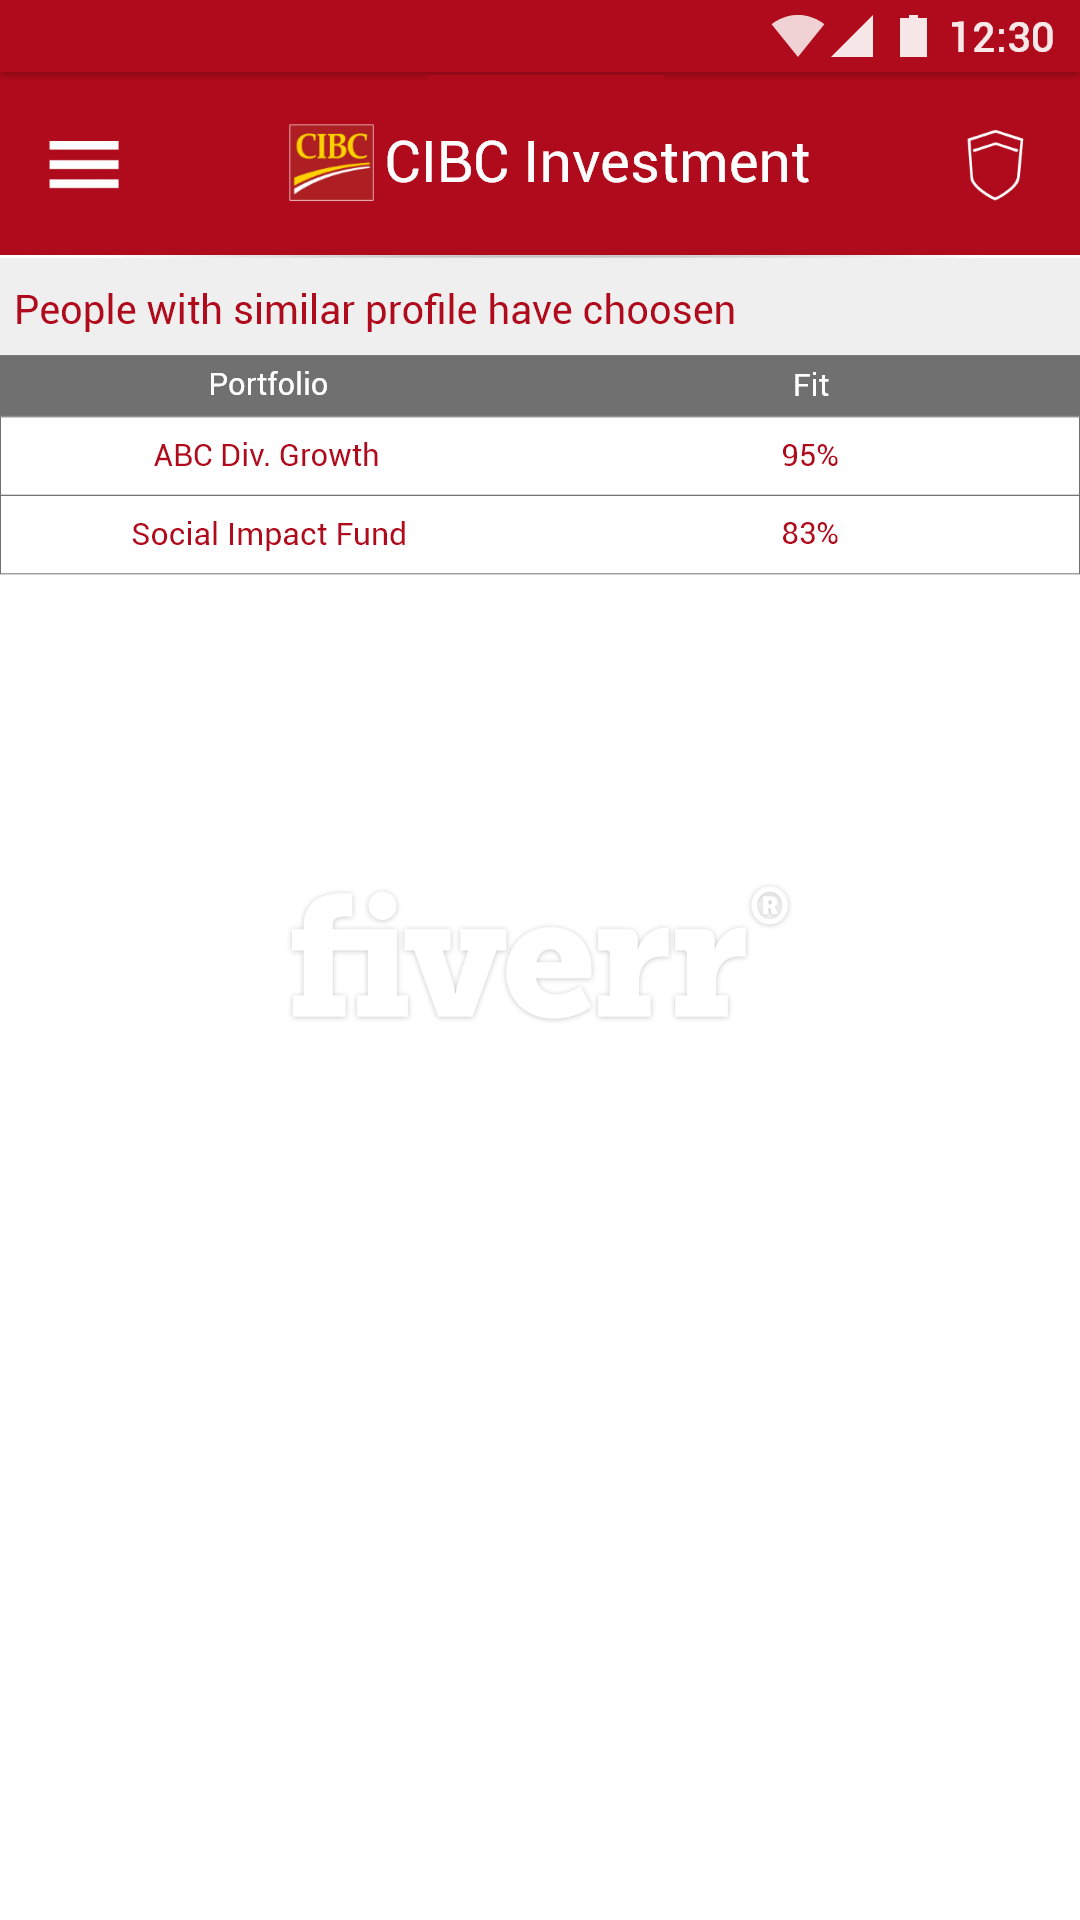 12:30
CIBC CIBC Investment
People with similar profile have choosen
Portfolio Fit
ABC Div. Growth 95%
Social Impact Fund 83%
fiverr®